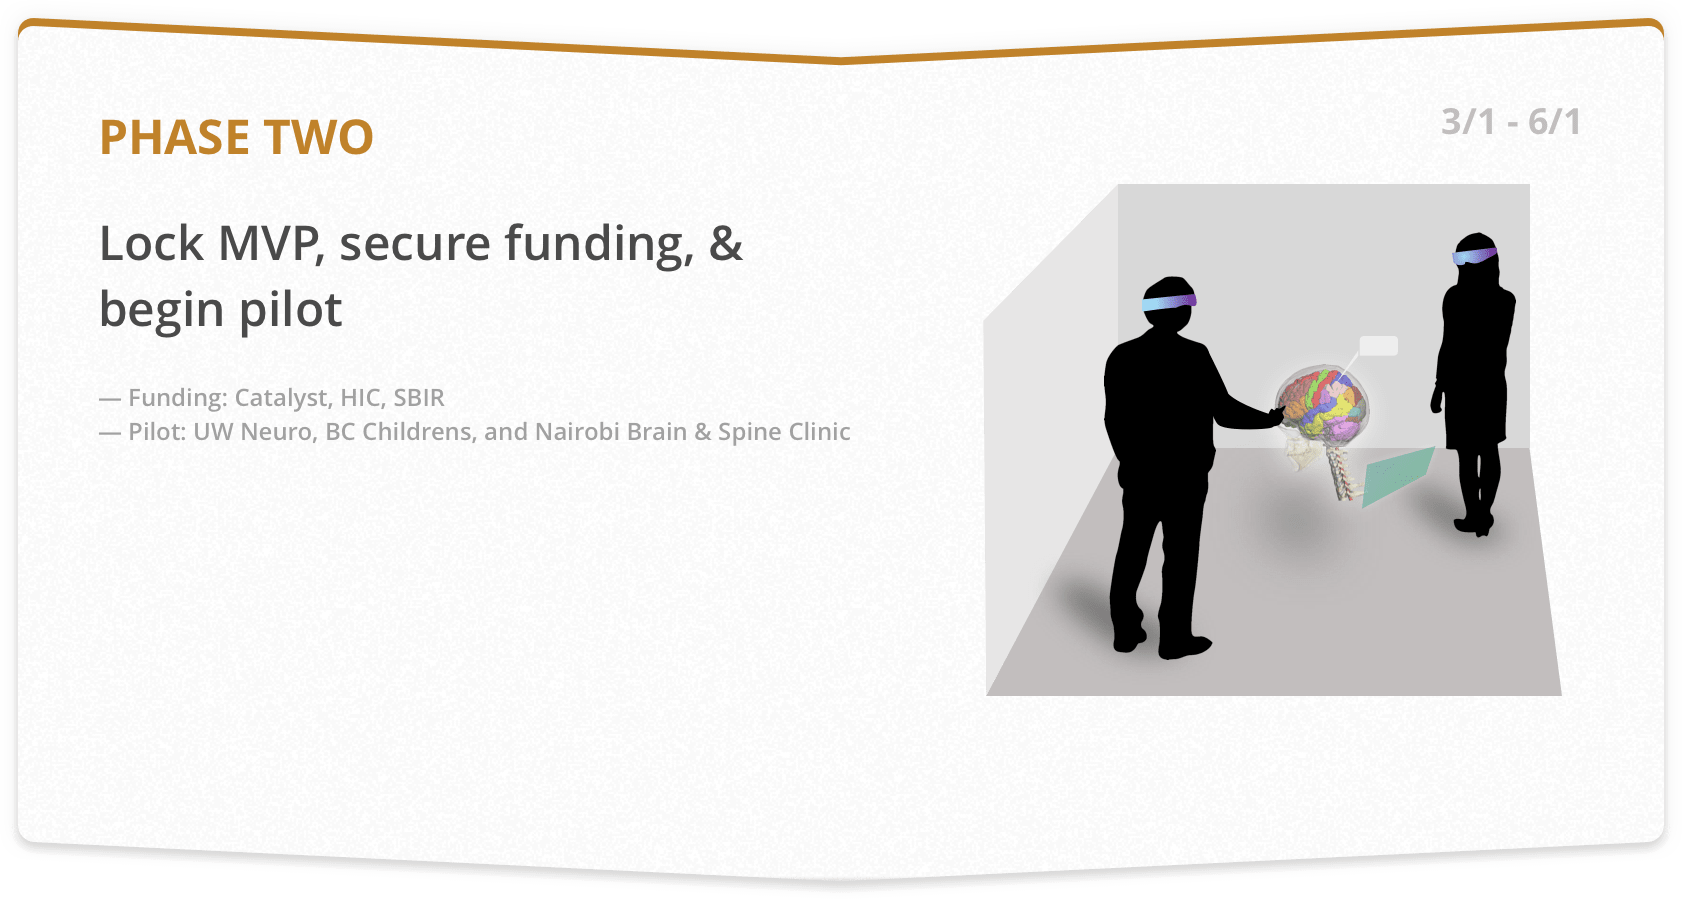 PHASE TWO
3/1 - 6/1
Lock MVP, secure funding, &
begin pilot
— Funding: Catalyst, HIC, SBIR
— Pilot: UW Neuro, BC Childrens, and Nairobi Brain & Spine Clinic